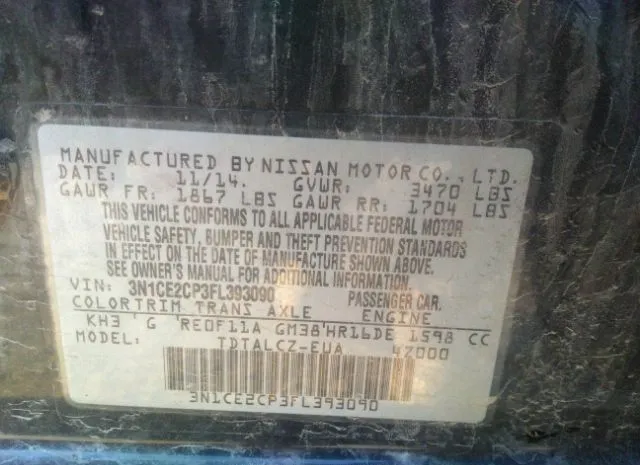 MANUFACTURED BY NISSAN MOTOR CO., LTD.
DATE: 11/14. GVWR: 3470 LBS
GAWR FR: 1867 LBS GAWR RR: 1704 LBS
THIS VEHICLE CONFORMS TO ALL APPLICABLE FEDERAL MOTOR
VEHICLE SAFETY, BUMPER AND THEFT PREVENTION STANDARDS
IN EFFECT ON THE DATE OF MANUFACTURE SHOWN ABOVE.
SEE OWNER'S MANUAL FOR ADDITIONAL INFORMATION.
VIN: 3N1CE2CP3FL393090 PASSENGER CAR.
COLOR TRIM TRANS AXLE ENGINE
KH3 G RE0F11A GM38 HR16DE 1598 CC
MODEL: TDTALCZ-EUA 47000
3N1CE2CP3FL393090